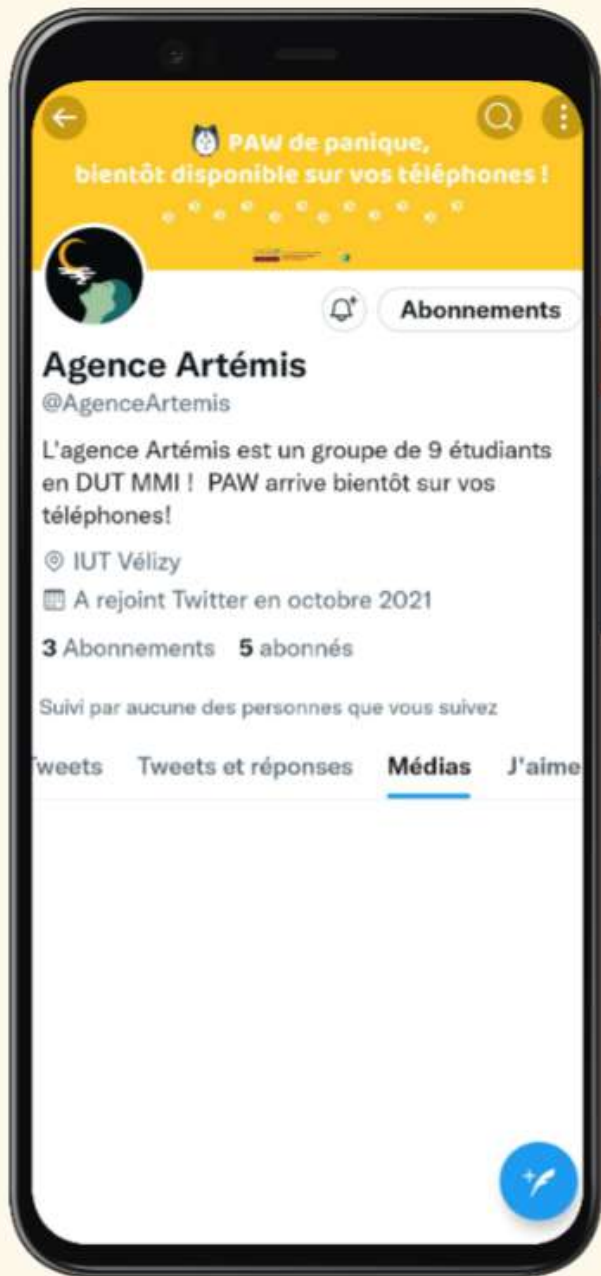 PAW de panique,
bientôt disponible sur vos téléphones !
Abonnements
Agence Artémis
@AgenceArtemis
L'agence Artémis est un groupe de 9 étudiants
en DUT MMI ! PAW arrive bientôt sur vos
téléphones!
IUT Vélizy
A rejoint Twitter en octobre 2021
3 Abonnements 5 abonnés
Suivi par aucune des personnes que vous suivez
Tweets Tweets et réponses Médias J'aime